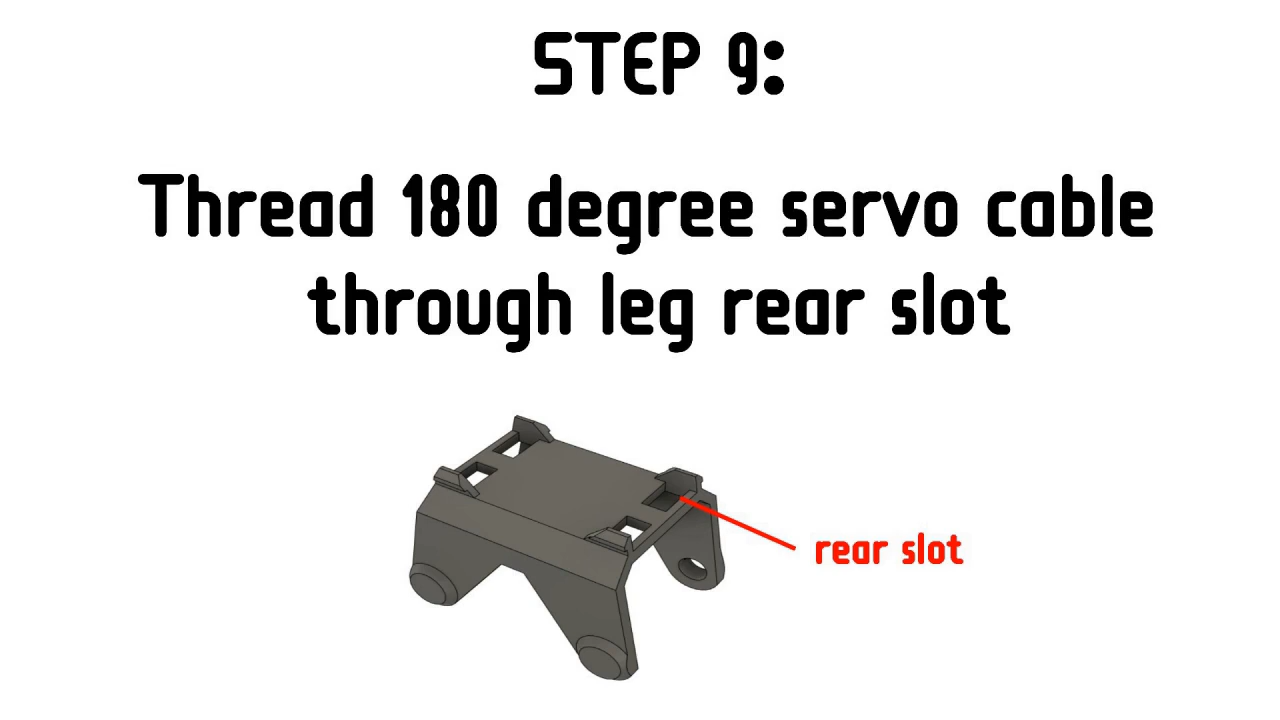 STEP 9:
Thread 180 degree servo cable
through leg rear slot
rear slot